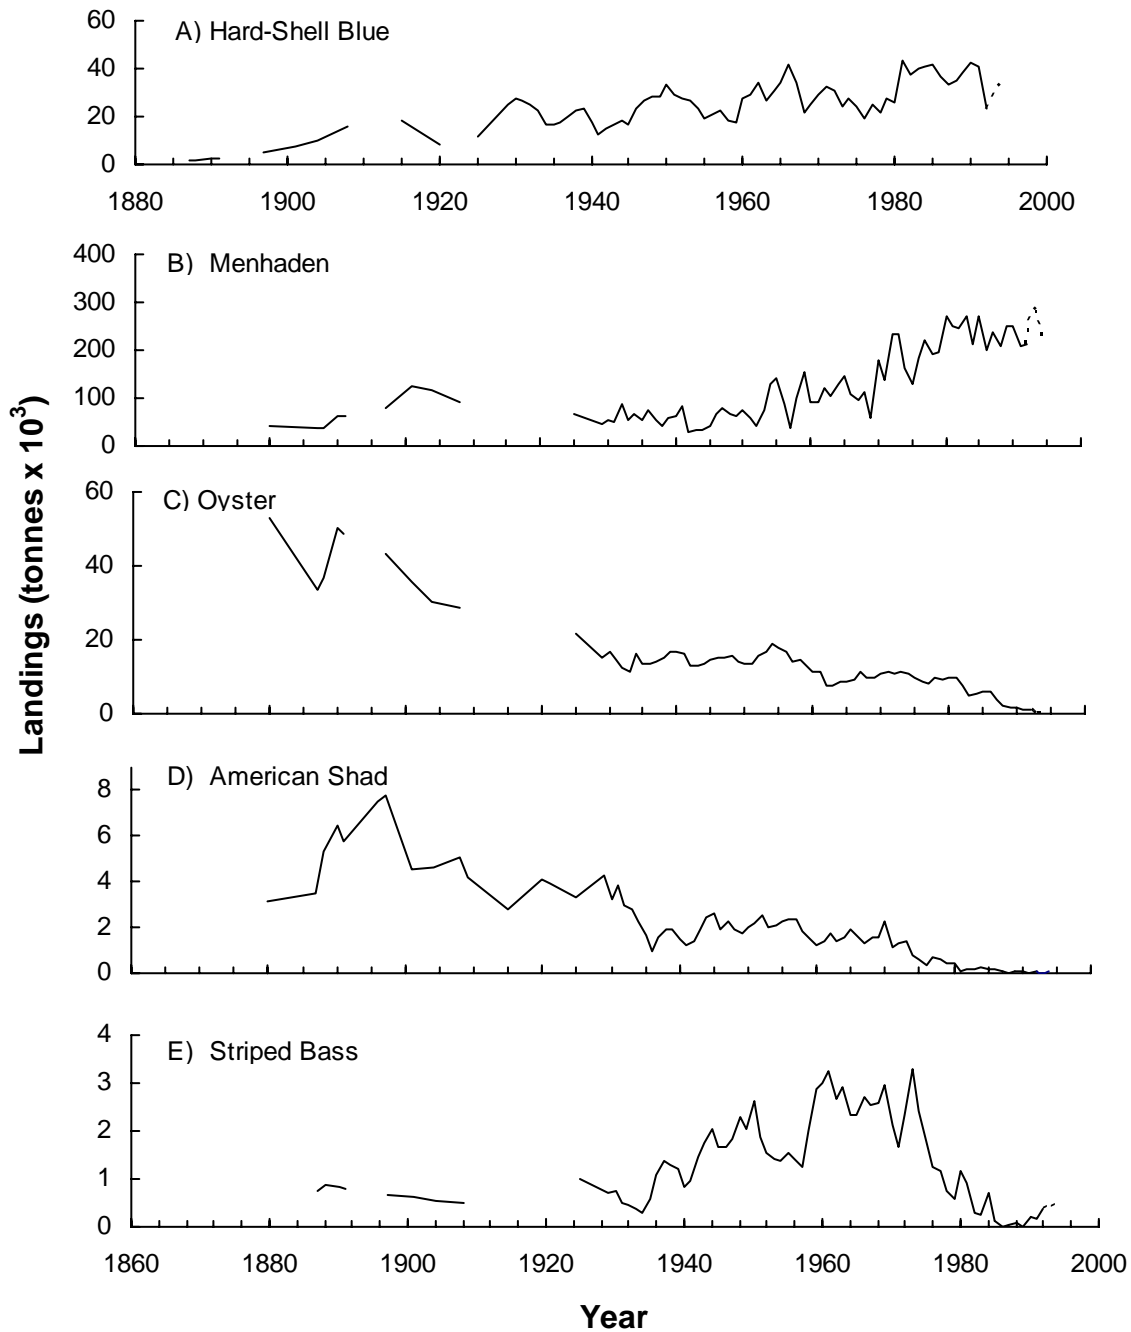 Landings (tonnes x 10³)
A) Hard-Shell Blue
60
40
20
0
1880 1900 1920 1940 1960 1980 2000
B) Menhaden
400
300
200
100
0
C) Oyster
60
40
20
0
D) American Shad
8
6
4
2
0
E) Striped Bass
4
3
2
1
0
1860 1880 1900 1920 1940 1960 1980 2000
Year